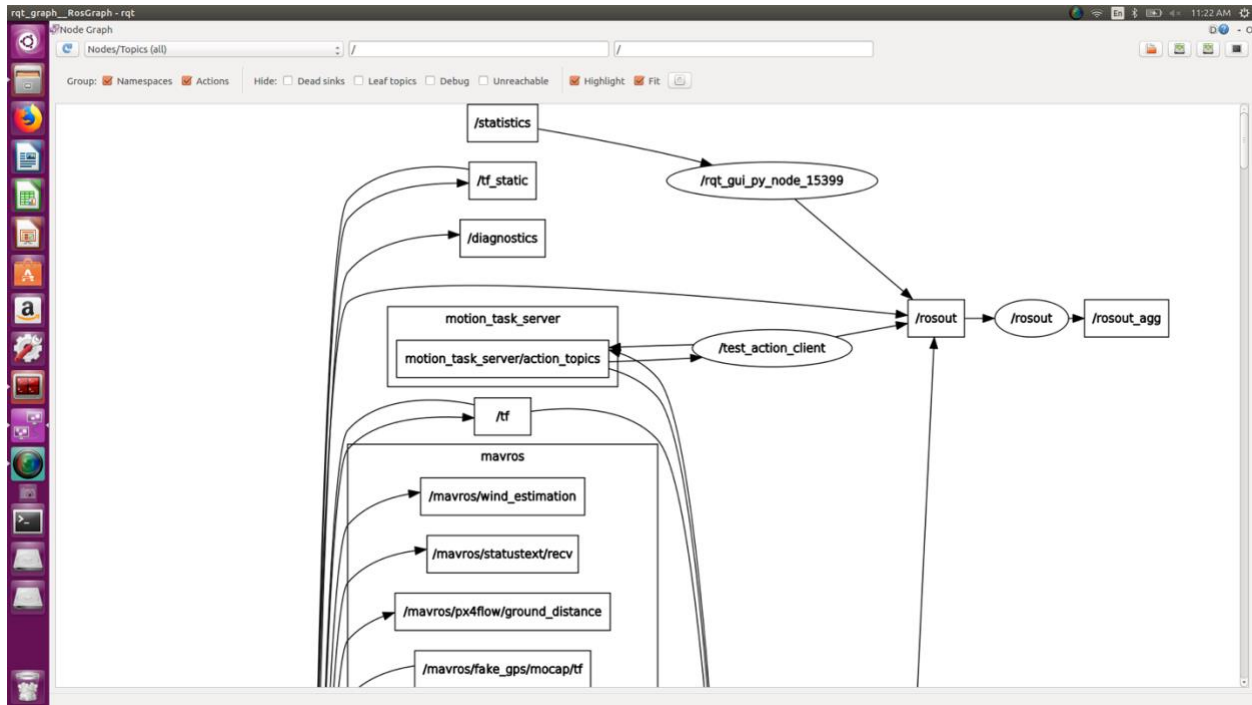 rqt_graph__RosGraph - rqt
En
11:22 AM
Node Graph
D
- O
Nodes/Topics (all)
/
/
Group:
Namespaces
Actions
Hide:
Dead sinks
Leaf topics
Debug
Unreachable
Highlight
Fit
/statistics
/tf_static
/rqt_gui_py_node_15399
/diagnostics
motion_task_server
/rosout
/rosout
/rosout_agg
/test_action_client
motion_task_server/action_topics
/tf
mavros
/mavros/wind_estimation
/mavros/statustext/recv
/mavros/px4flow/ground_distance
/mavros/fake_gps/mocap/tf